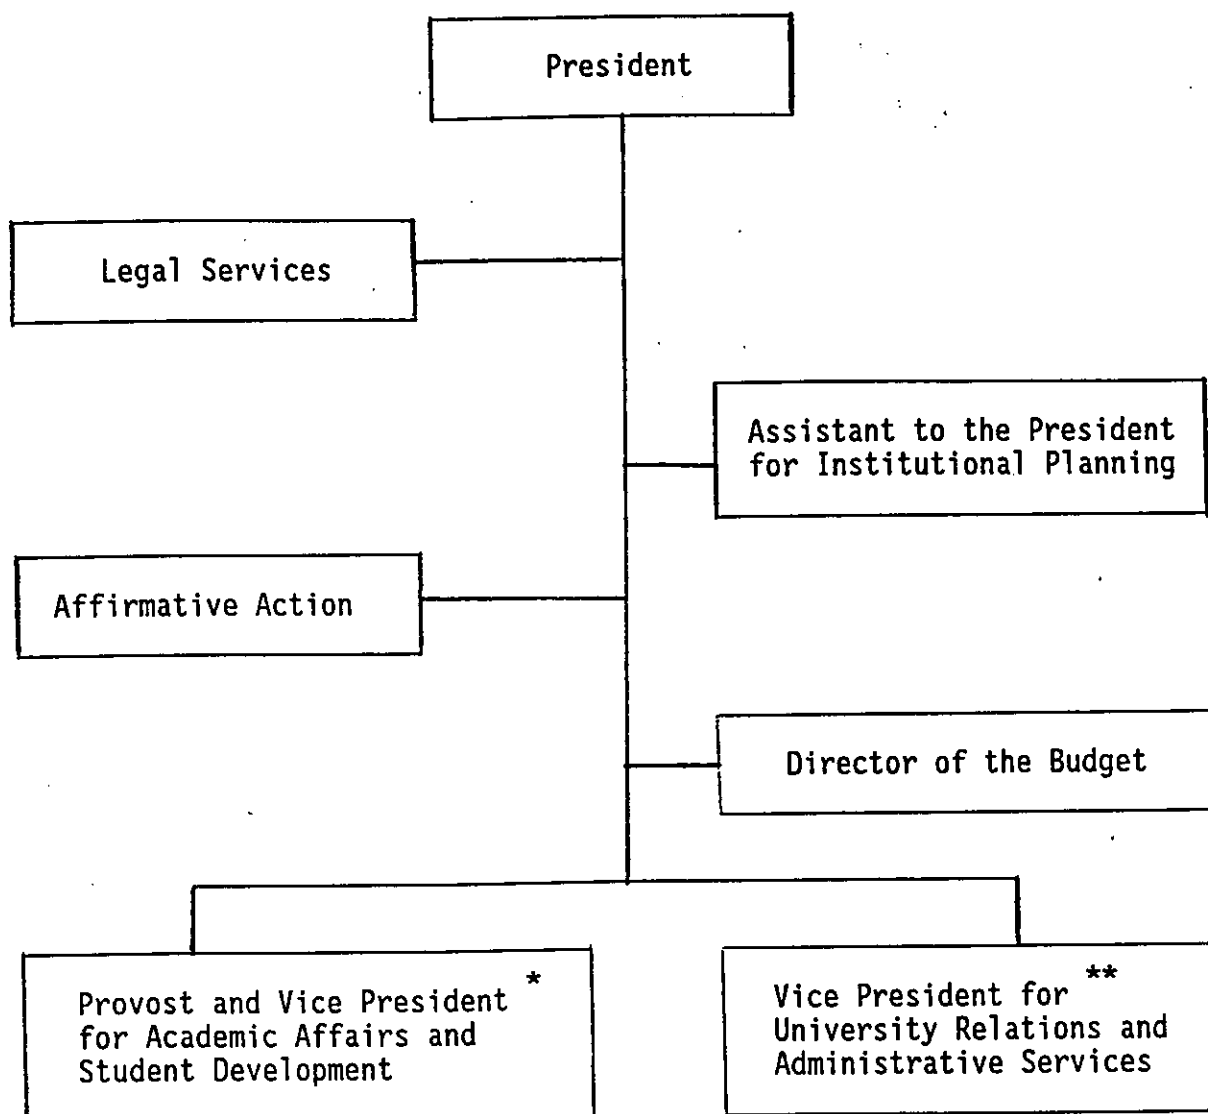 President
Legal Services
Assistant to the President
for Institutional Planning
Affirmative Action
Director of the Budget
Provost and Vice President *
for Academic Affairs and
Student Development
Vice President for **
University Relations and
Administrative Services